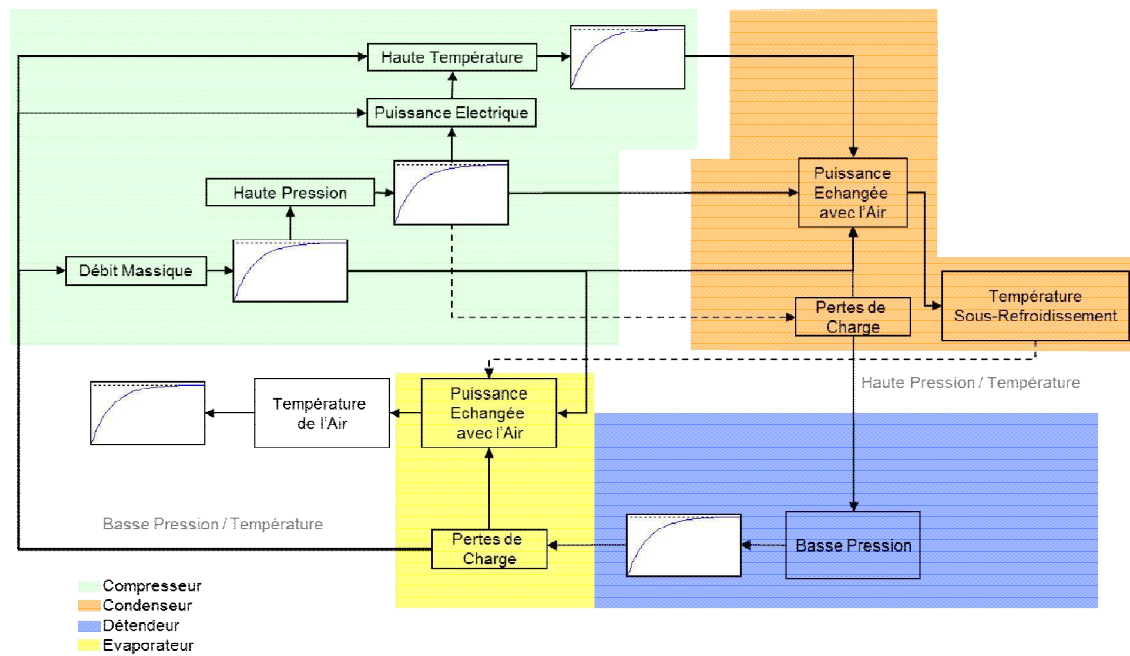 Haute Température
Puissance Electrique
Haute Pression
Débit Massique
Puissance
Echangée
avec l'Air
Pertes de
Charge
Température
Sous-Refroidissement
Haute Pression / Température
Puissance
Echangée
avec l'Air
Température
de l'Air
Basse Pression / Température
Pertes de
Charge
Basse Pression
Compresseur
Condenseur
Détendeur
Evaporateur